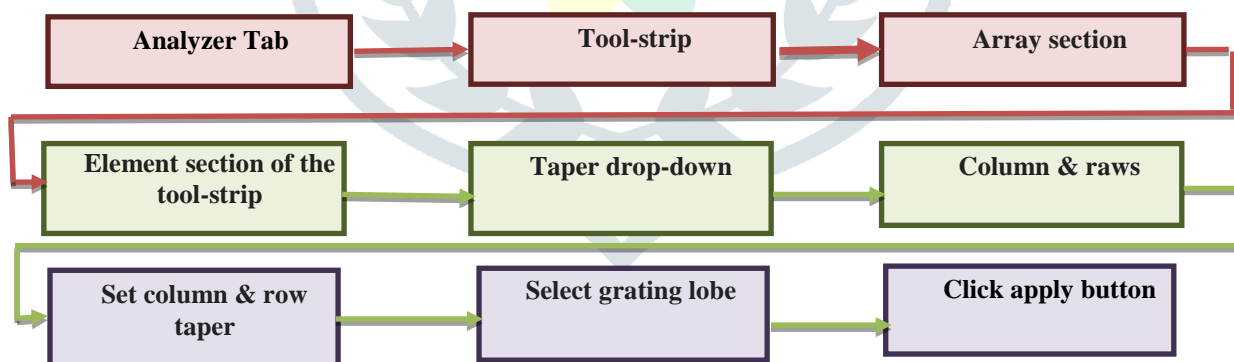 Analyzer Tab
Tool-strip
Array section
Element section of the
tool-strip
Taper drop-down
Column & raws
Set column & row
taper
Select grating lobe
Click apply button